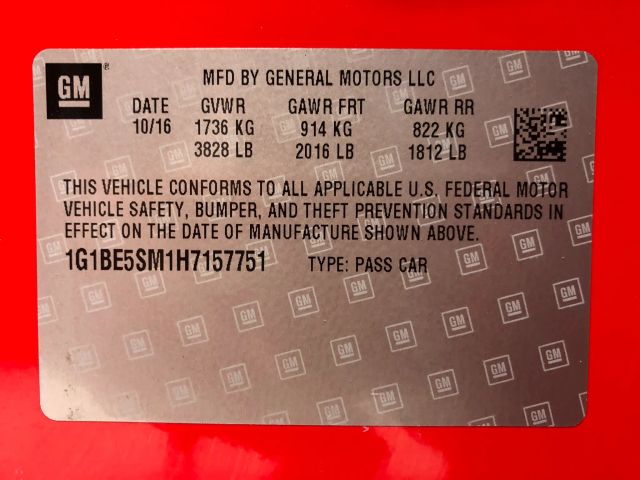 GM ®
MFD BY GENERAL MOTORS LLC
DATE GVWR GAWR FRT GAWR RR
10/16 1736 KG 914 KG 822 KG
3828 LB 2016 LB 1812 LB
THIS VEHICLE CONFORMS TO ALL APPLICABLE U.S. FEDERAL MOTOR
VEHICLE SAFETY, BUMPER, AND THEFT PREVENTION STANDARDS IN
EFFECT ON THE DATE OF MANUFACTURE SHOWN ABOVE.
1G1BE5SM1H7157751 TYPE: PASS CAR